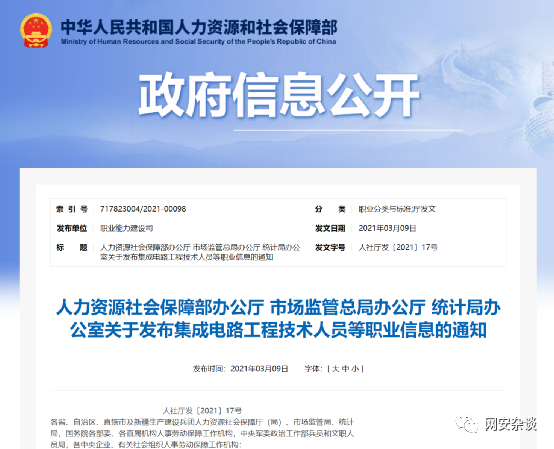 中华人民共和国人力资源和社会保障部
Ministry of Human Resources and Social Security of the People's Republic of China
政府信息公开
索 引 号 717823004/2021-00098 分 类 职业分类与标准;厅发文
发布单位 职业能力建设司 发文日期 2021年03月09日
标 题 人力资源社会保障部办公厅 市场监管总局办公厅 统计局办公 发文字号 人社厅发〔2021〕17号
室关于发布集成电路工程技术人员等职业信息的通知
人力资源社会保障部办公厅 市场监管总局办公厅 统计局办
公室关于发布集成电路工程技术人员等职业信息的通知
发布时间：2021年03月09日 字体：[ 大 中 小 ]
人社厅发〔2021〕17号
各省、自治区、直辖市及新疆生产建设兵团人力资源社会保障厅（局）、市场监管局、统计
局，国务院各部委、各直属机构人事劳动保障工作机构，中央军委政治工作部兵员和文职人
员局，各中央企业、有关社会组织人事劳动保障工作机构：
网安杂谈